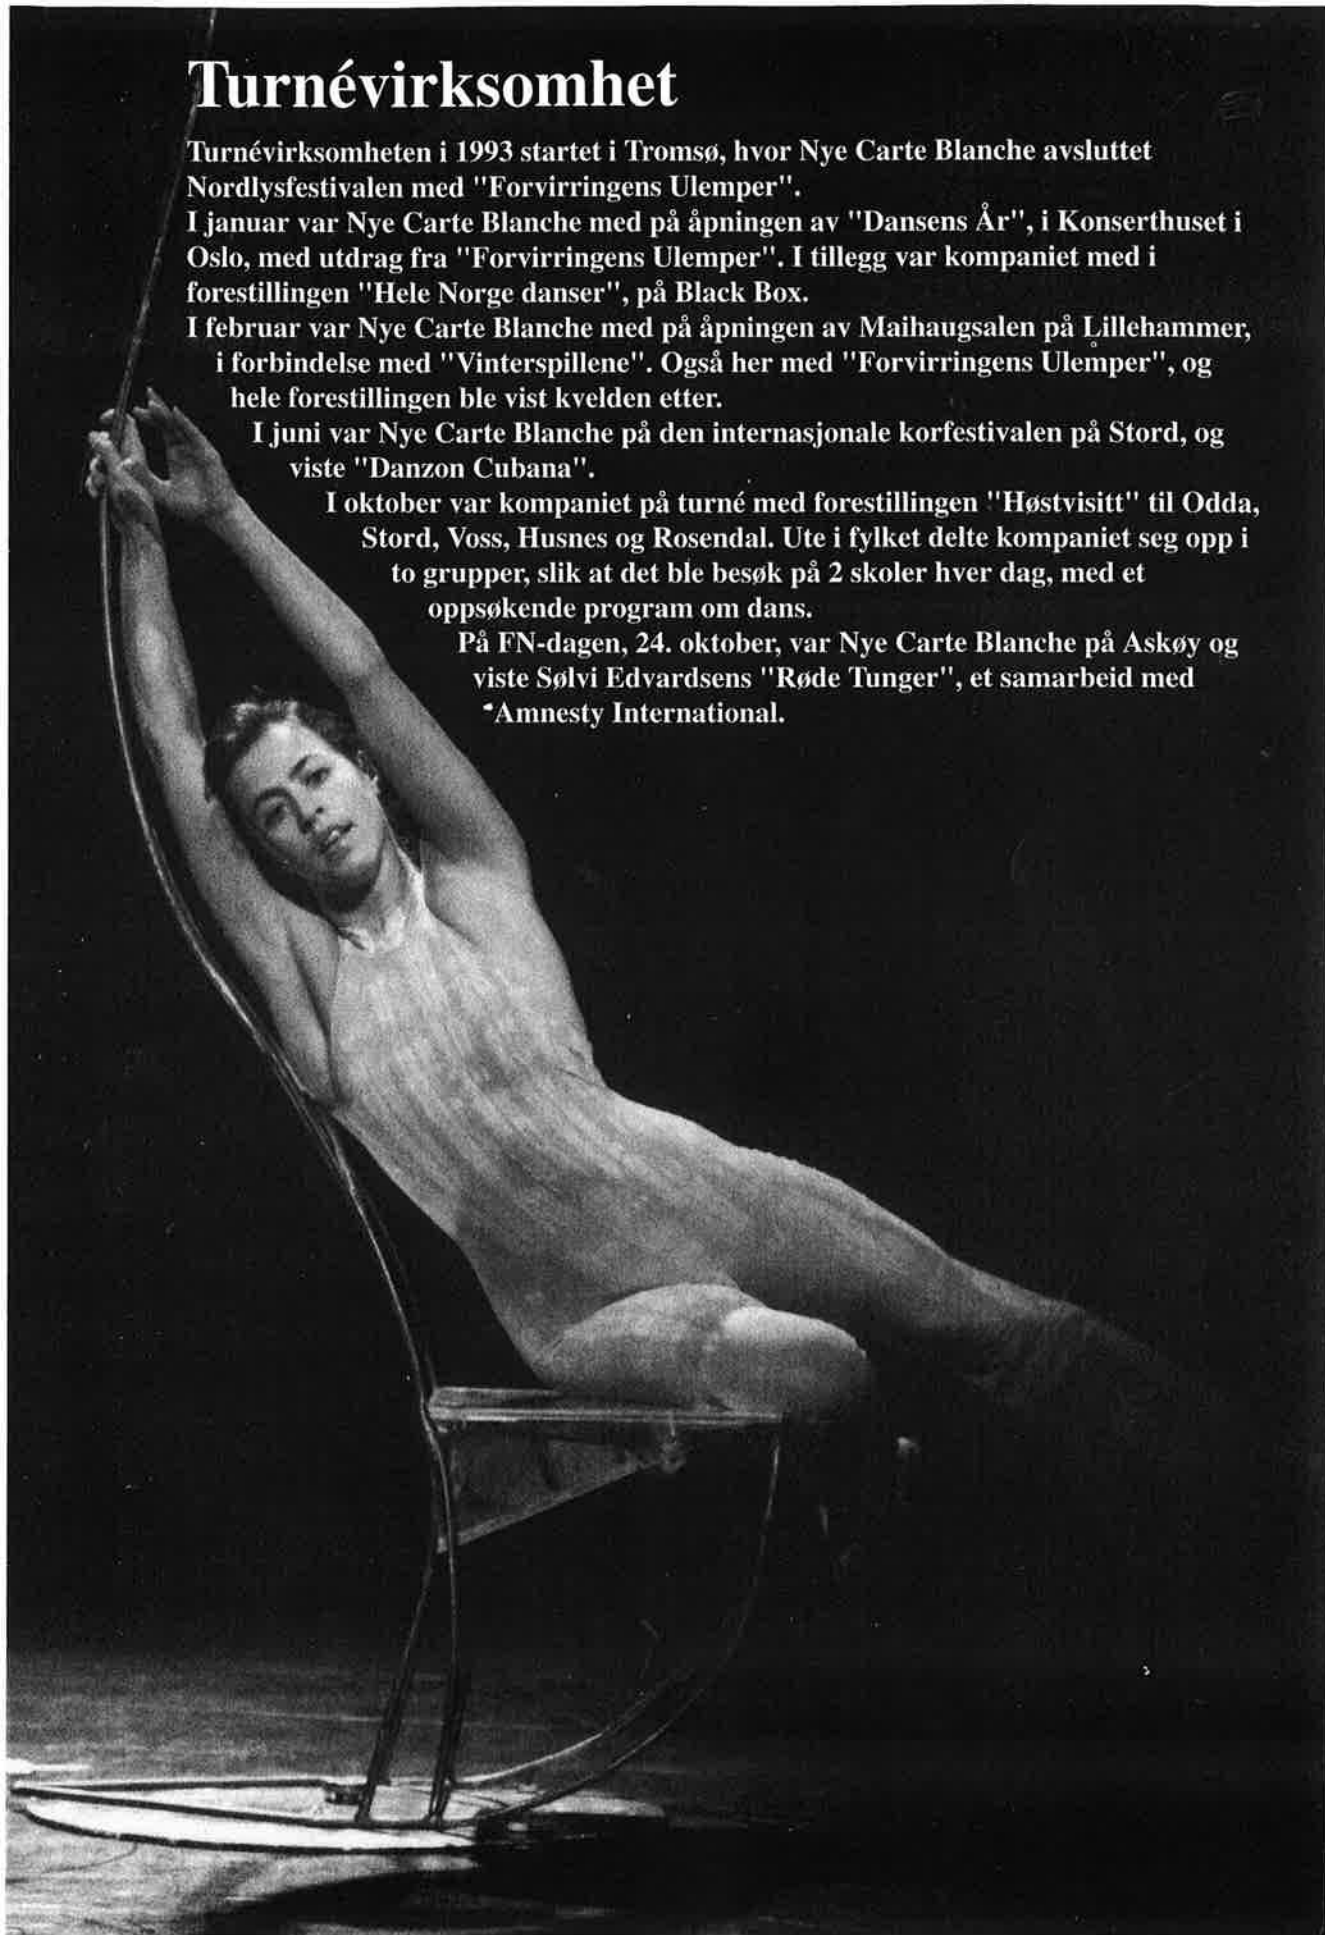 Turnévirksomhet
Turnévirksomheten i 1993 startet i Tromsø, hvor Nye Carte Blanche avsluttet
Nordlysfestivalen med "Forvirringens Ulemper".
I januar var Nye Carte Blanche med på åpningen av "Dansens År", i Konserthuset i
Oslo, med utdrag fra "Forvirringens Ulemper". I tillegg var kompaniet med i
forestillingen "Hele Norge danser", på Black Box.
I februar var Nye Carte Blanche med på åpningen av Maihaugsalen på Lillehammer,
i forbindelse med "Vinterspillene". Også her med "Forvirringens Ulemper", og
hele forestillingen ble vist kvelden etter.
I juni var Nye Carte Blanche på den internasjonale korfestivalen på Stord, og
viste "Danzon Cubana".
I oktober var kompaniet på turné med forestillingen "Høstvisitt" til Odda,
Stord, Voss, Husnes og Rosendal. Ute i fylket delte kompaniet seg opp i
to grupper, slik at det ble besøk på 2 skoler hver dag, med et
oppsøkende program om dans.
På FN-dagen, 24. oktober, var Nye Carte Blanche på Askøy og
viste Sølvi Edvardsens "Røde Tunger", et samarbeid med
Amnesty International.